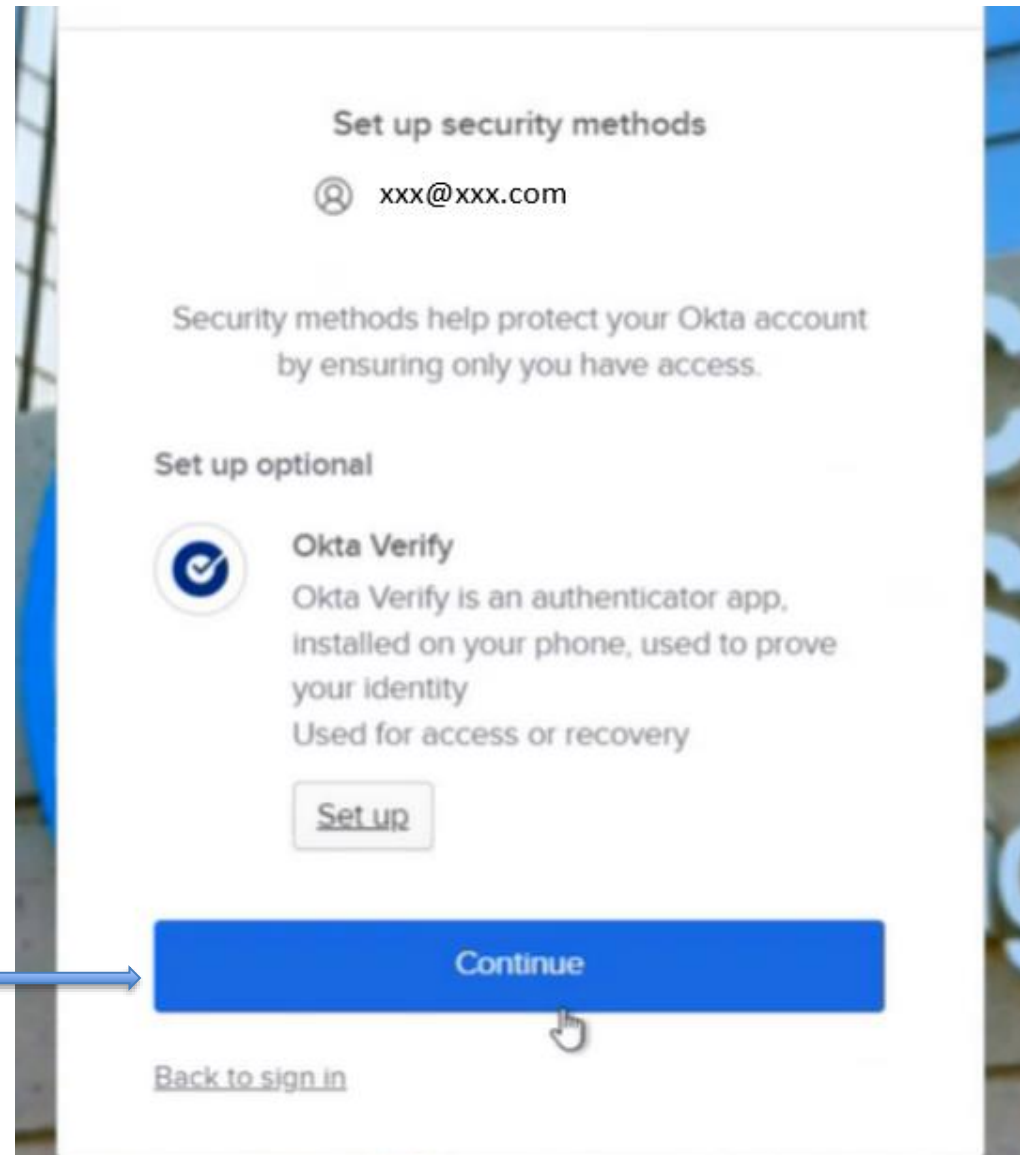 Set up security methods
xxx@xxx.com
Security methods help protect your Okta account
by ensuring only you have access.
Set up optional
Okta Verify
Okta Verify is an authenticator app,
installed on your phone, used to prove
your identity
Used for access or recovery
Set up
Continue
Back to sign in